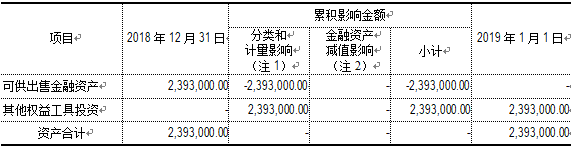 项目 2018 年 12 月 31 日 累积影响金额 2019 年 1 月 1 日
分类和计量影响（注 1） 金融资产减值影响（注 2） 小计
可供出售金融资产 2,393,000.00 -2,393,000.00 - -2,393,000.00 -
其他权益工具投资 - 2,393,000.00 - 2,393,000.00 2,393,000.00
资产合计 2,393,000.00 - - - 2,393,000.00